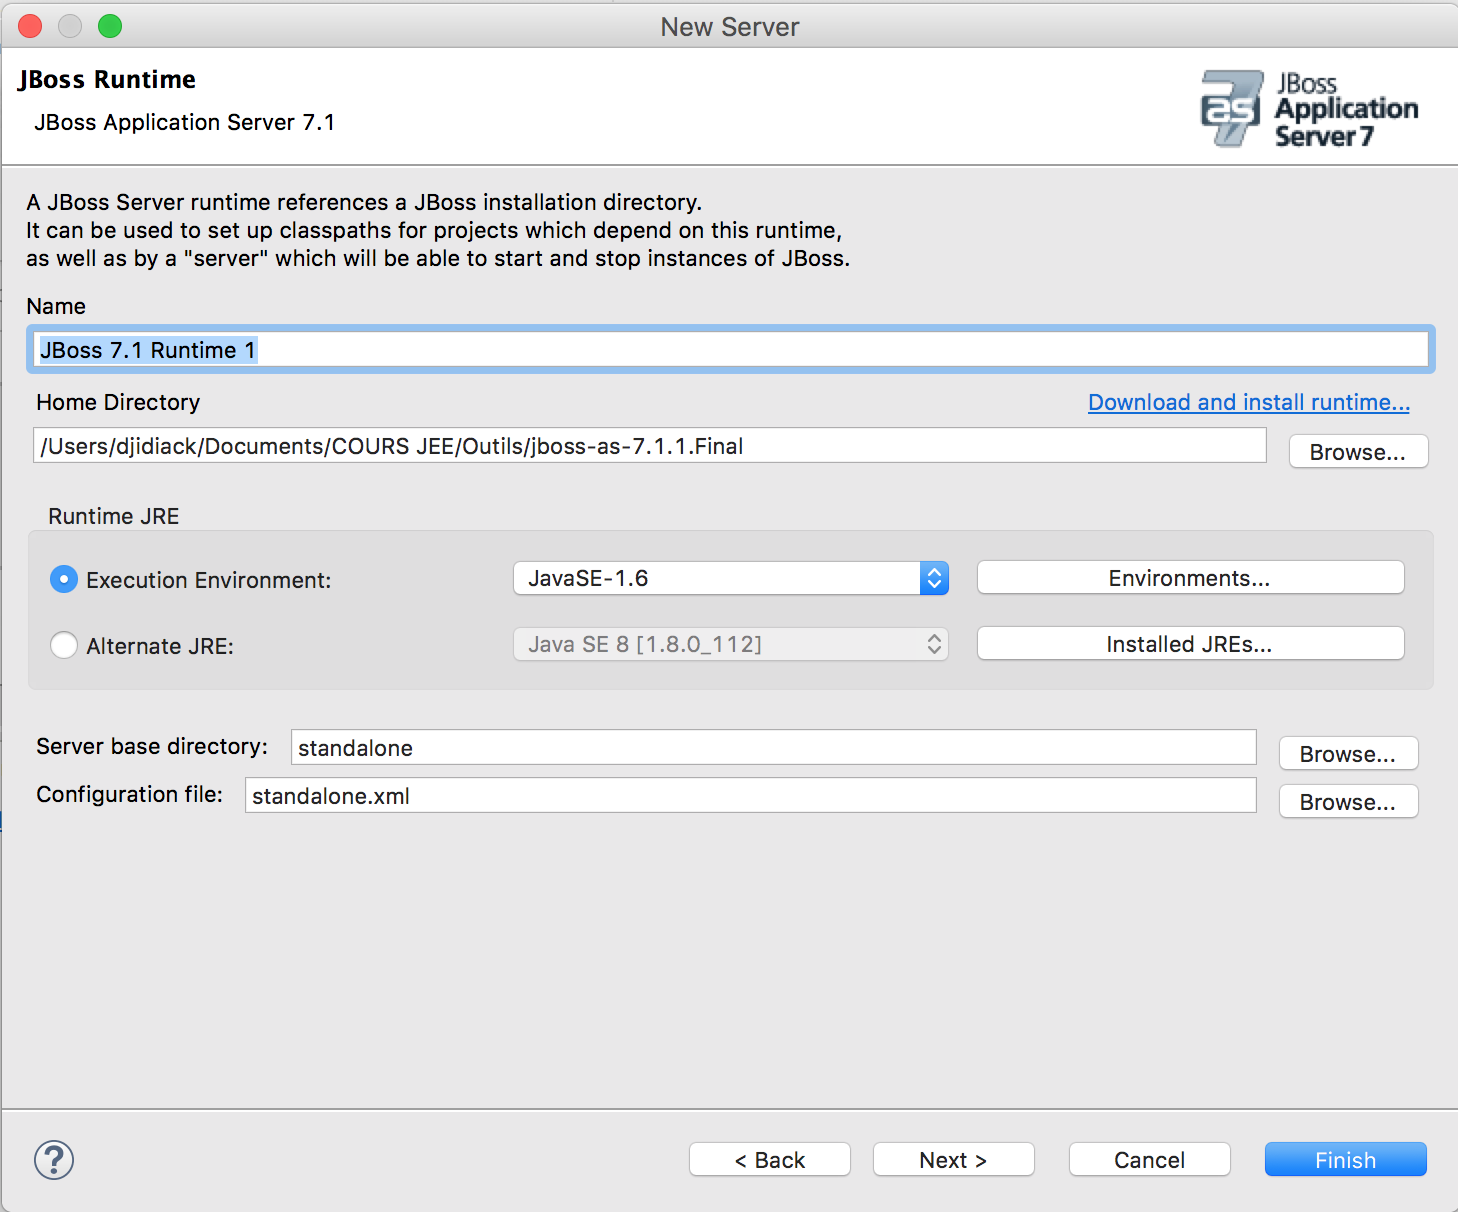 New Server
JBoss Runtime
JBoss Application Server 7.1
as
JBoss
Application
Server 7
A JBoss Server runtime references a JBoss installation directory.
It can be used to set up classpaths for projects which depend on this runtime,
as well as by a "server" which will be able to start and stop instances of JBoss.
Name
JBoss 7.1 Runtime 1
Home Directory
Download and install runtime...
/Users/djidiack/Documents/COURS JEE/Outils/jboss-as-7.1.1.Final
Browse...
Runtime JRE
Execution Environment:
JavaSE-1.6
Environments...
Alternate JRE:
Java SE 8 [1.8.0_112]
Installed JREs...
Server base directory:
standalone
Browse...
Configuration file:
standalone.xml
Browse...
?
< Back
Next >
Cancel
Finish